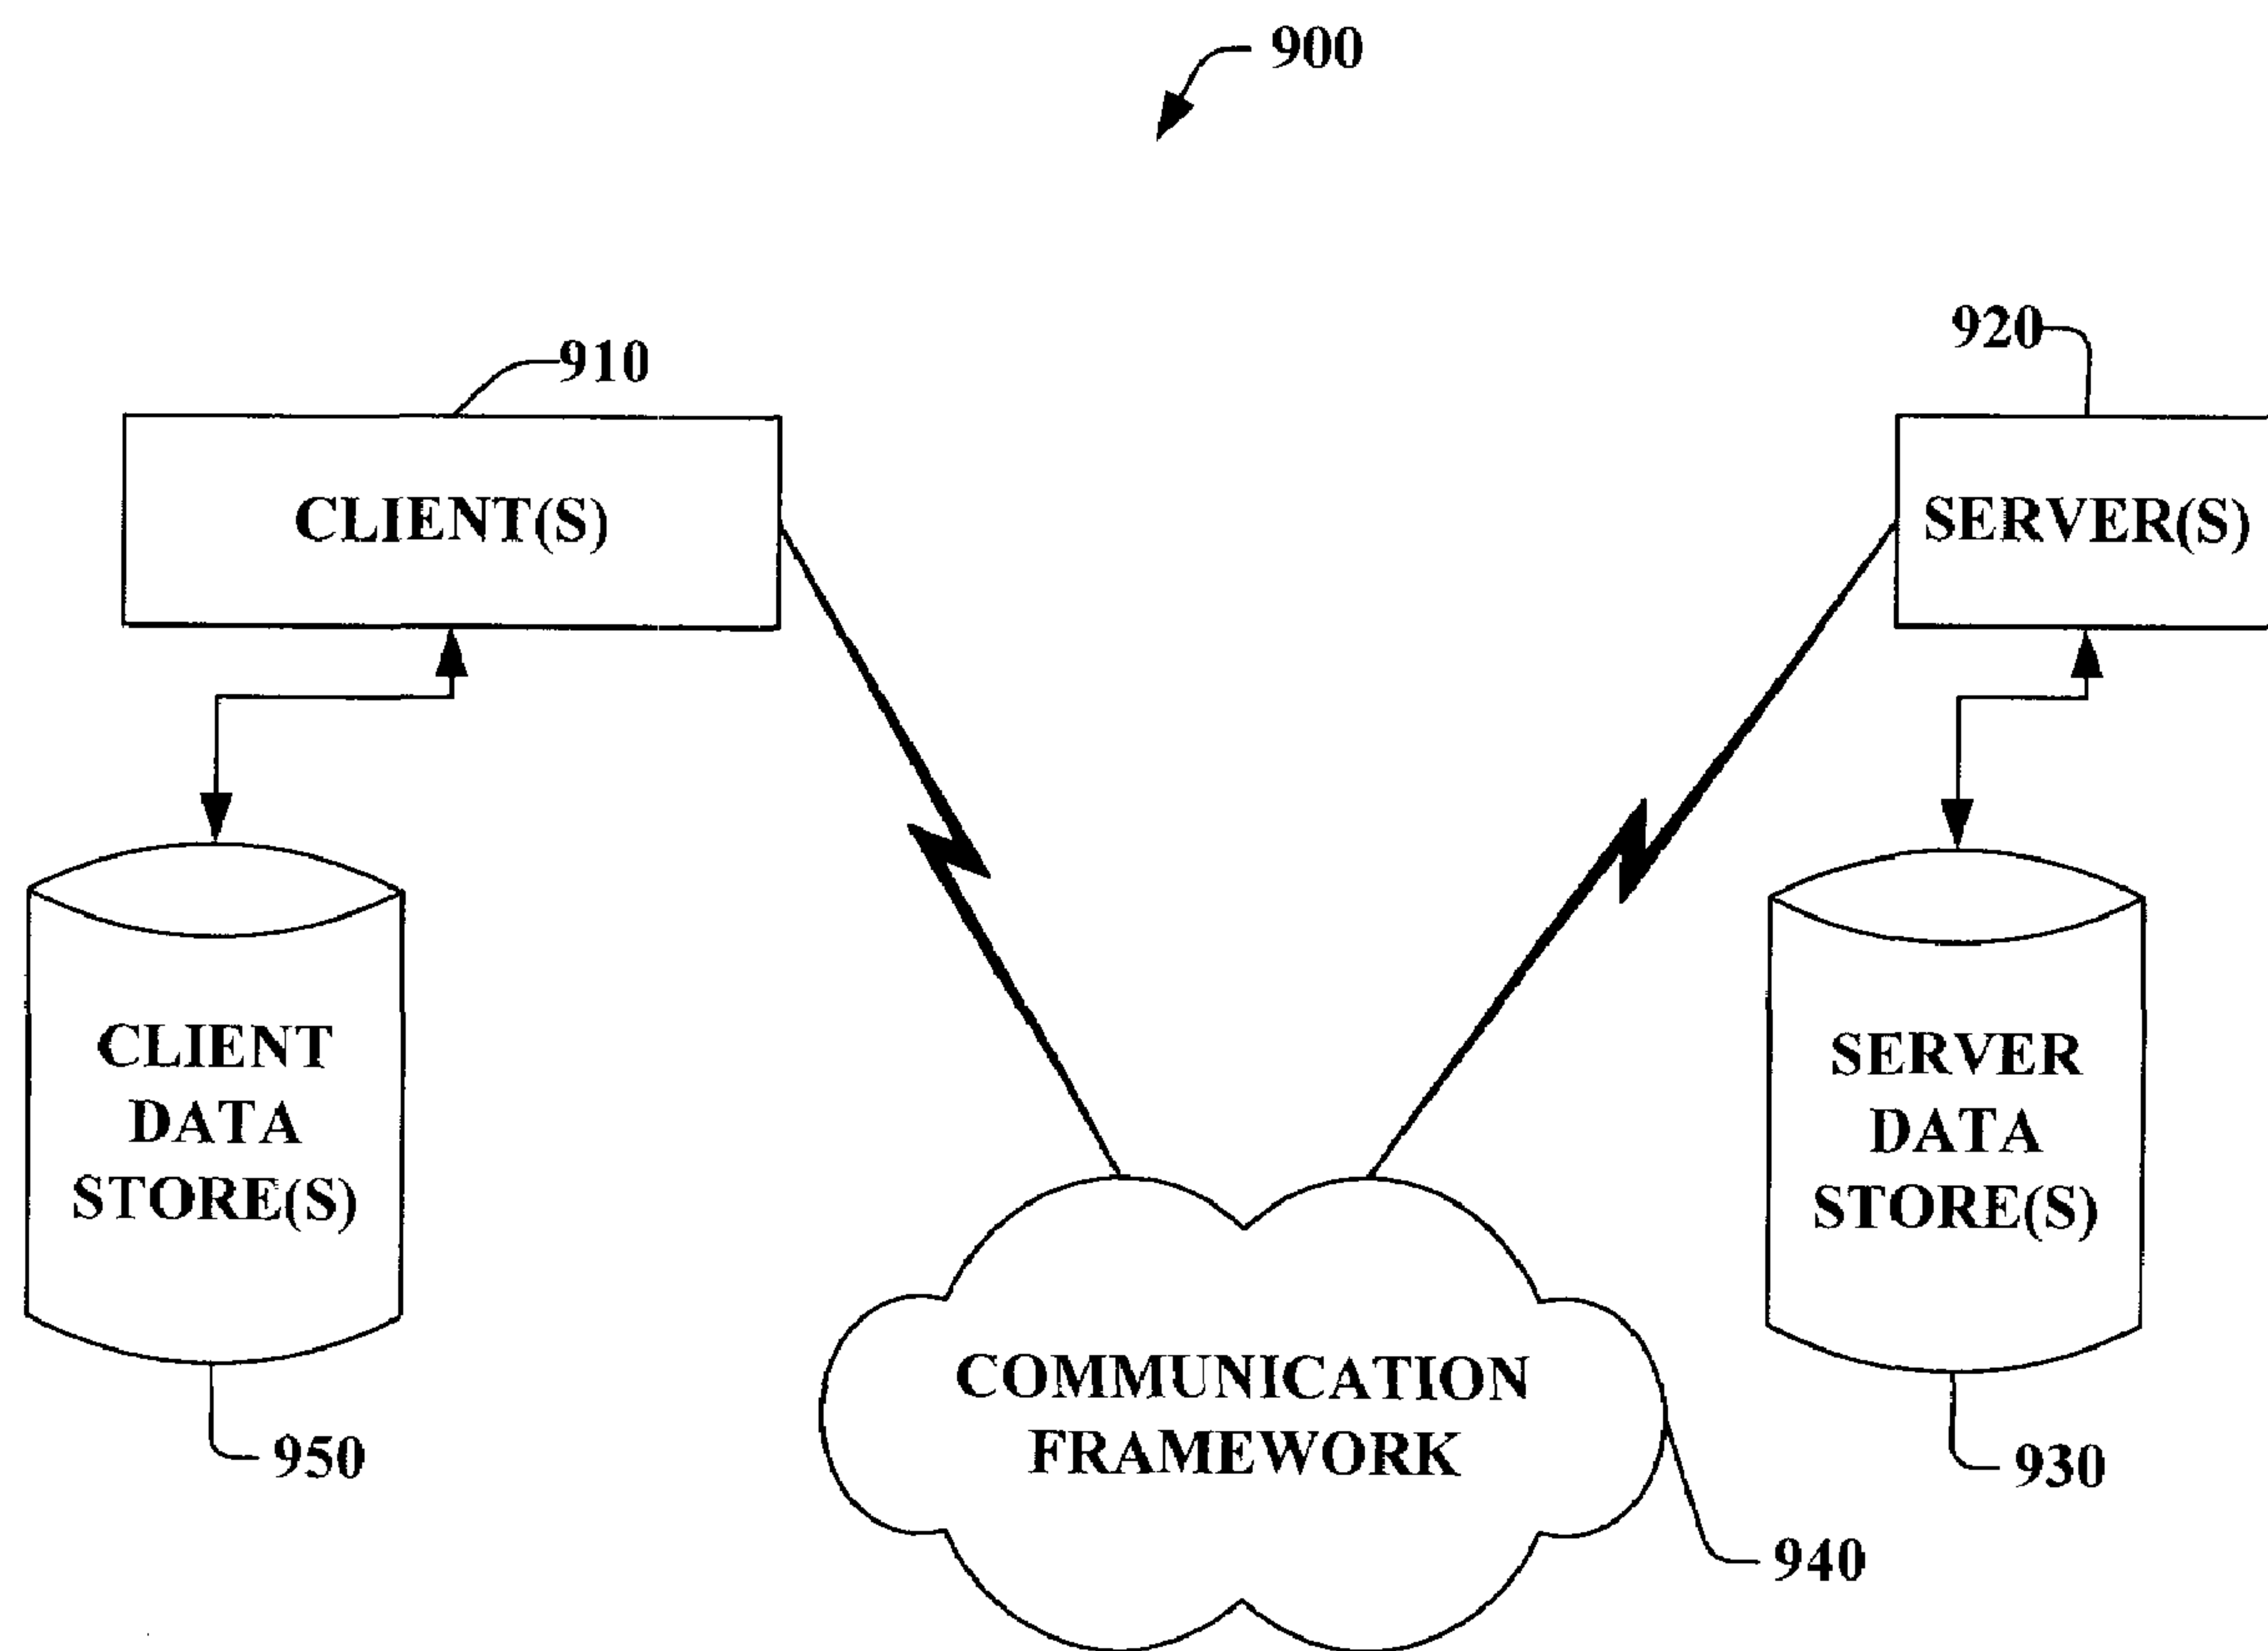 900
910
920
CLIENT(S)
SERVER(S)
CLIENT
DATA
STORE(S)
SERVER
DATA
STORE(S)
COMMUNICATION
FRAMEWORK
950
930
940